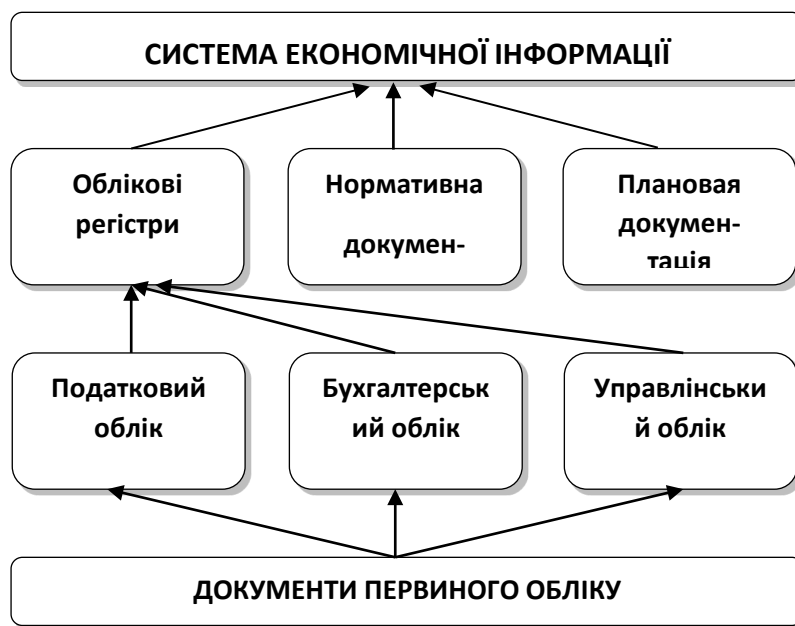 СИСТЕМА ЕКОНОМІЧНОЇ ІНФОРМАЦІЇ
Облікові
регістри
Нормативна
докумен-
Плановая
докумен-
тація
Податковий
облік
Бухгалтерськ
ий облік
Управлінськи
й облік
ДОКУМЕНТИ ПЕРВИНОГО ОБЛІКУ